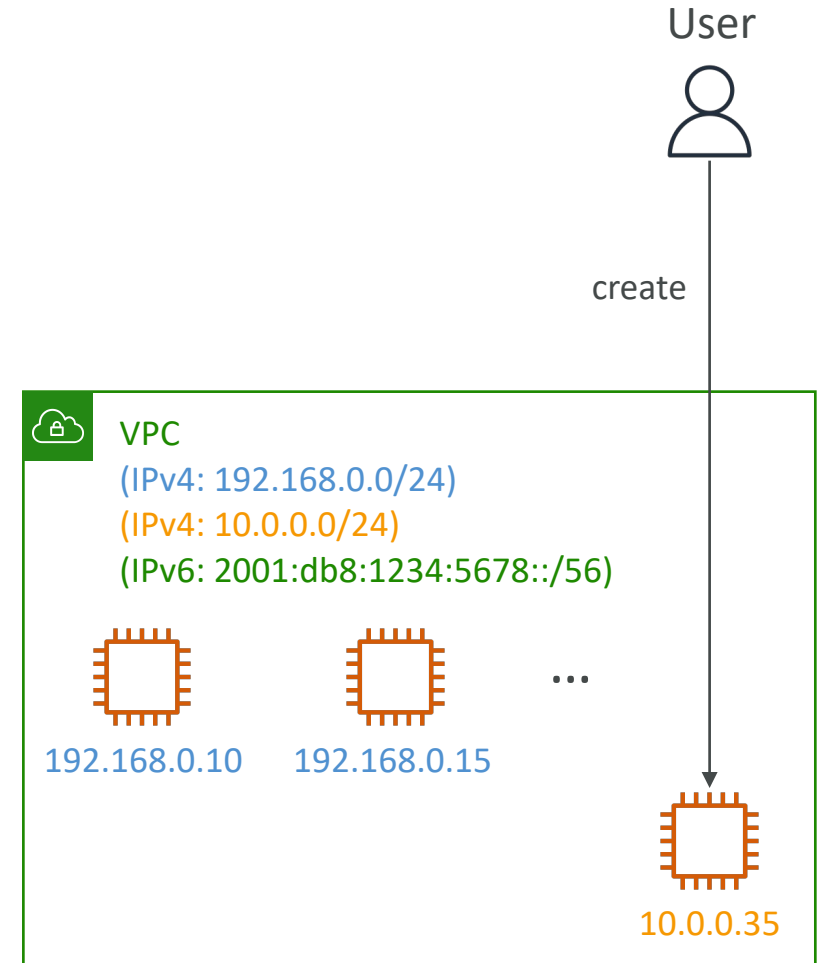 User
create
VPC
(IPv4: 192.168.0.0/24)
(IPv4: 10.0.0.0/24)
(IPv6: 2001:db8:1234:5678::/56)
...
192.168.0.10
192.168.0.15
10.0.0.35